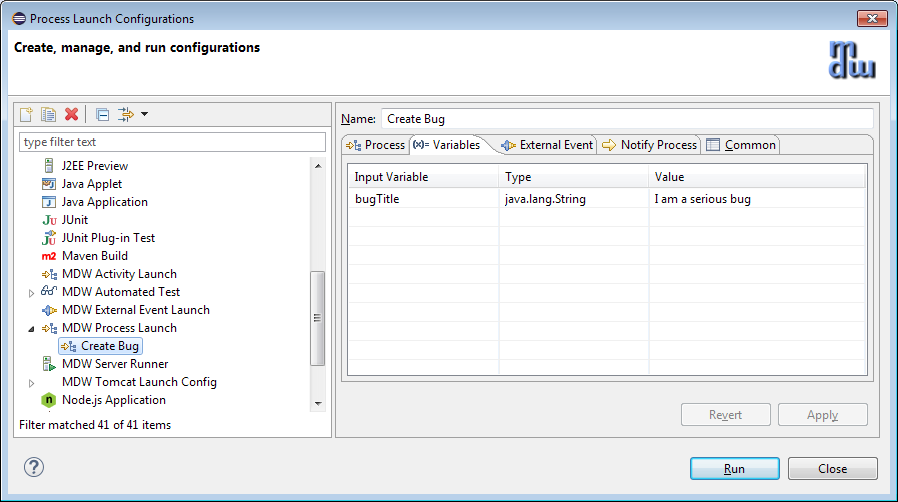 Process Launch Configurations
Create, manage, and run configurations
mdw
type filter text
J2EE Preview
Java Applet
Java Application
JUnit
JUnit Plug-in Test
Maven Build
MDW Activity Launch
MDW Automated Test
MDW External Event Launch
MDW Process Launch
Create Bug
MDW Server Runner
MDW Tomcat Launch Config
Node.js Application
Filter matched 41 of 41 items
Name: Create Bug
Process (x)= Variables External Event Notify Process Common
Input Variable Type Value
bugTitle java.lang.String I am a serious bug
Revert Apply
? Run Close